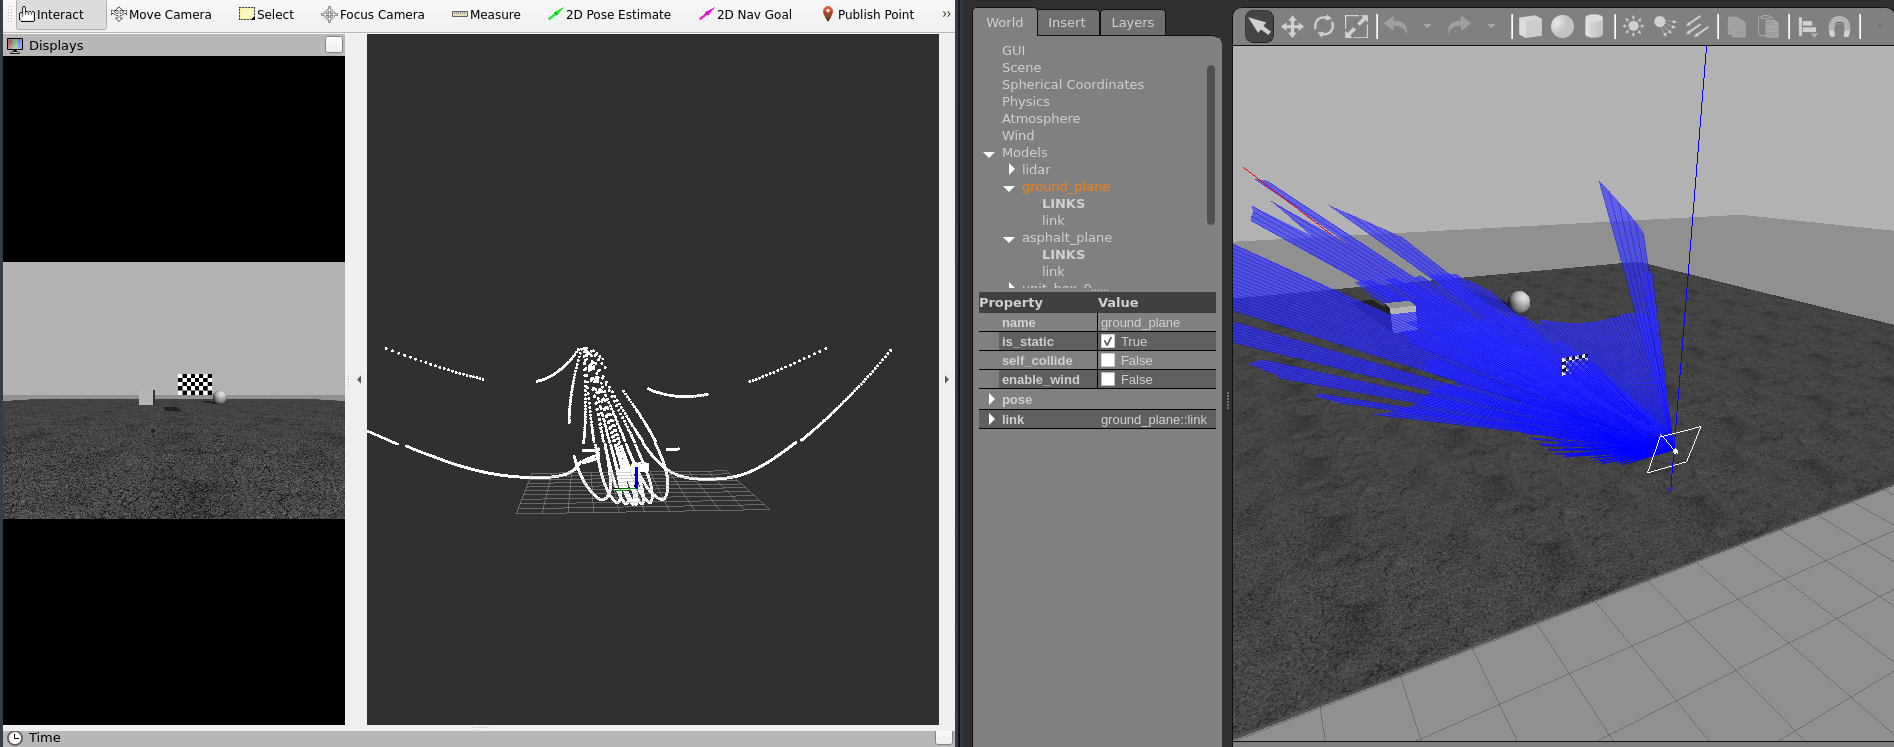 Interact Move Camera Select Focus Camera Measure 2D Pose Estimate 2D Nav Goal Publish Point »
Displays
Time
World Insert Layers
GUI
Scene
Spherical Coordinates
Physics
Atmosphere
Wind
Models
lidar
ground_plane
LINKS
link
asphalt_plane
LINKS
link
Property Value
name ground_plane
is_static True
self_collide False
enable_wind False
pose
link ground_plane::link